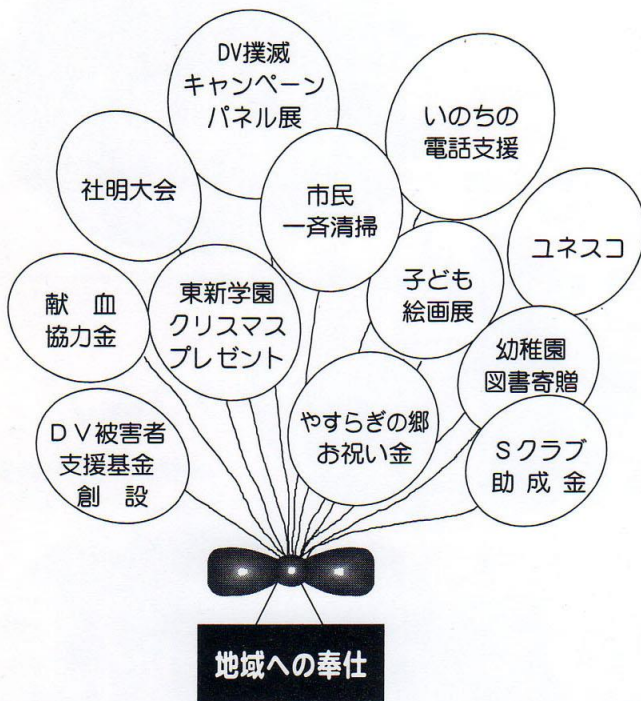 DV撲滅
キャンペーン
パネル展
いのちの
電話支援
社明大会
市民
一斉清掃
ユネスコ
献 血
協力金
東新学園
クリスマス
プレゼント
子ども
絵画展
幼稚園
図書寄贈
DV被害者
支援基金
創 設
やすらぎの郷
お祝い金
Sクラブ
助 成 金
地域への奉仕